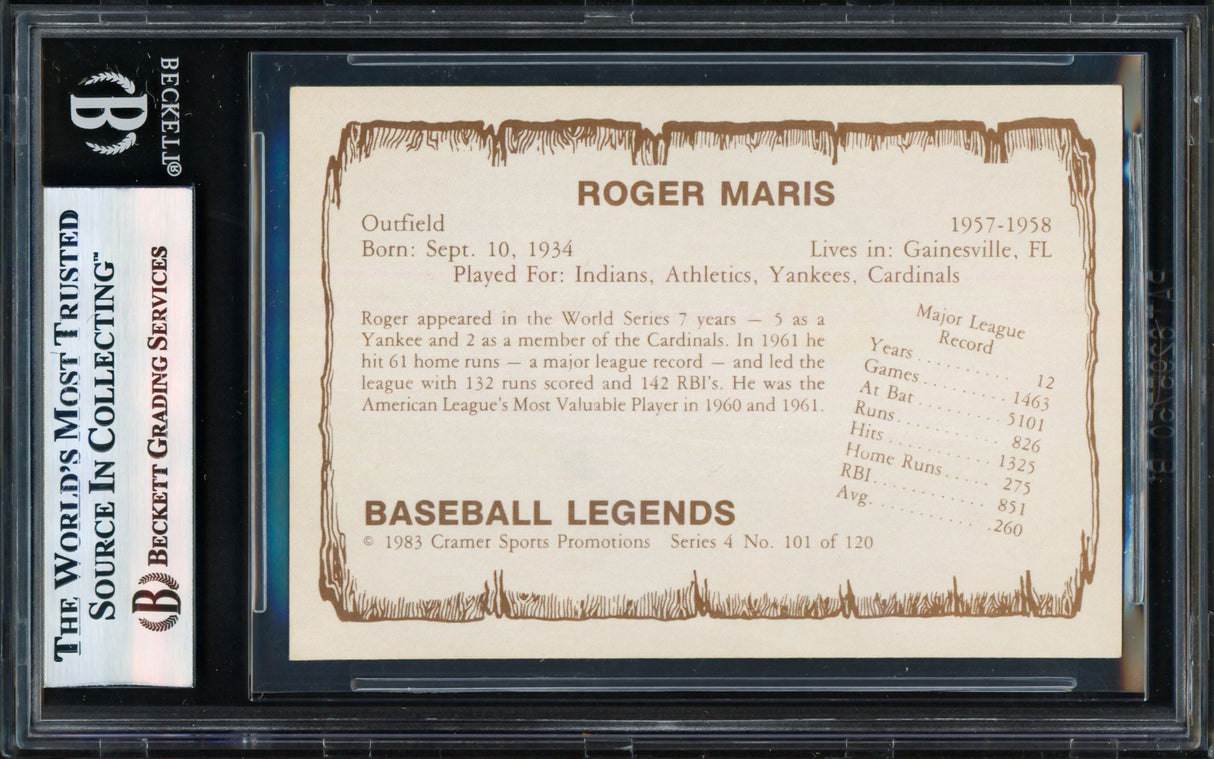 BECKETT®
B
THE WORLD'S MOST TRUSTED
SOURCE IN COLLECTING™
B BECKETT GRADING SERVICES
ROGER MARIS
Outfield 1957-1958
Born: Sept. 10, 1934 Lives in: Gainesville, FL
Played For: Indians, Athletics, Yankees, Cardinals
Roger appeared in the World Series 7 years — 5 as a
Yankee and 2 as a member of the Cardinals. In 1961 he
hit 61 home runs — a major league record — and led the
league with 132 runs scored and 142 RBI's. He was the
American League's Most Valuable Player in 1960 and 1961.
Major League
Record
Years . . . . . . . . . 12
Games . . . . . . . . 1463
At Bat . . . . . . . . 5101
Runs . . . . . . . . . . 826
Hits . . . . . . . . . 1325
Home Runs . . . . . 275
RBI . . . . . . . . . . . 851
Avg. . . . . . . . . . . .260
BASEBALL LEGENDS
© 1983 Cramer Sports Promotions Series 4 No. 101 of 120